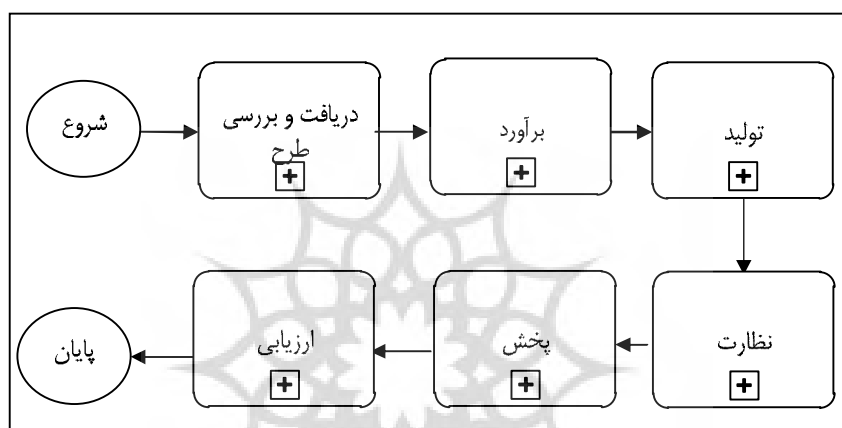 شروع
دریافت و بررسی
طرح
برآورد
تولید
نظارت
پخش
ارزیابی
پایان